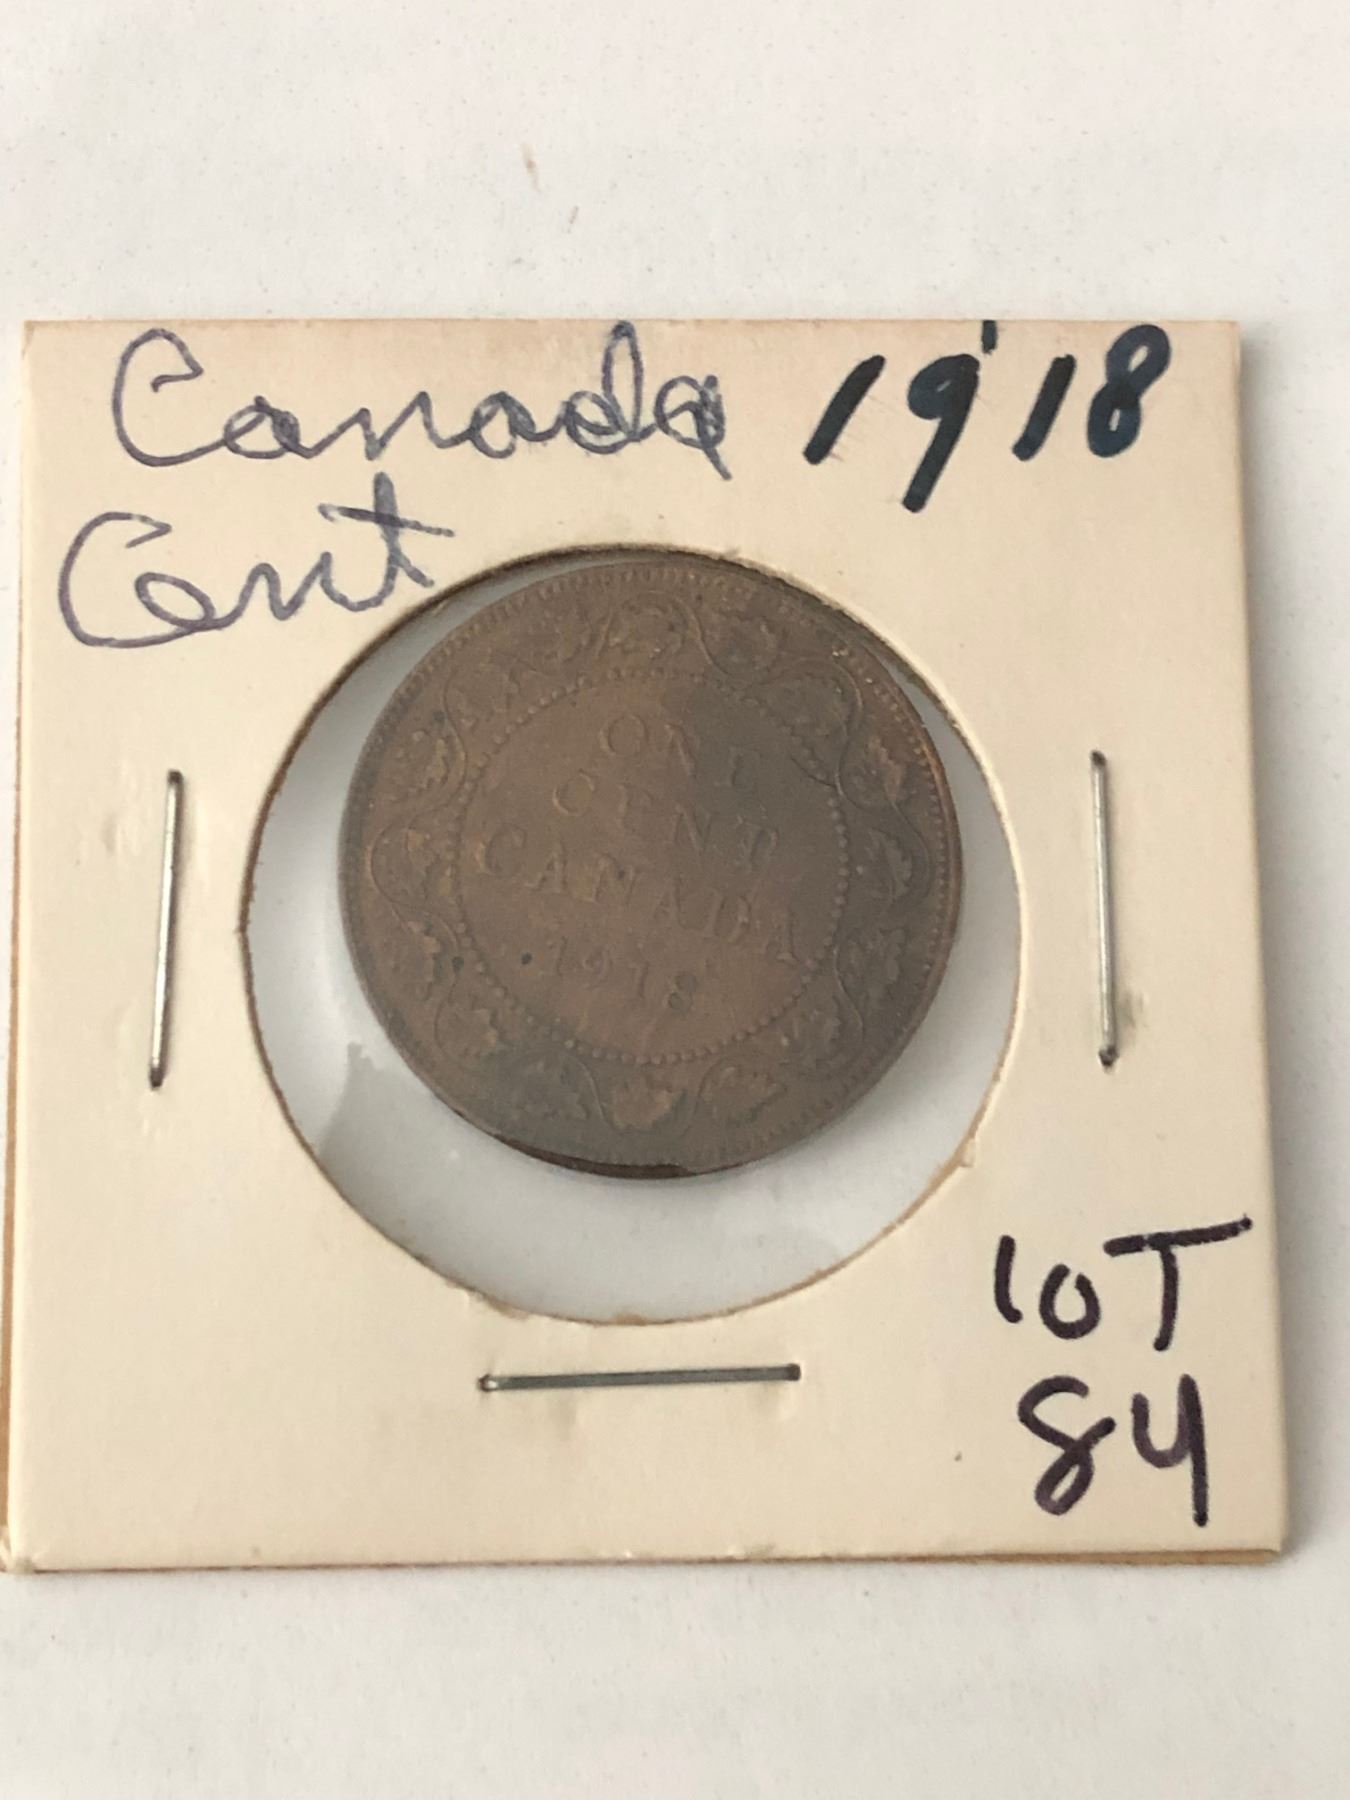 Canada 1918
Cent
ONE
CENT
CANADA
1918
LOT
84